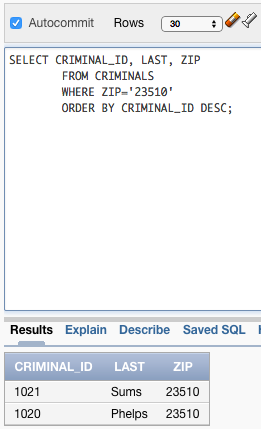 Autocommit Rows 30
SELECT CRIMINAL_ID, LAST, ZIP
FROM CRIMINALS
WHERE ZIP='23510'
ORDER BY CRIMINAL_ID DESC;
Results Explain Describe Saved SQL
CRIMINAL_ID LAST ZIP
1021 Sums 23510
1020 Phelps 23510